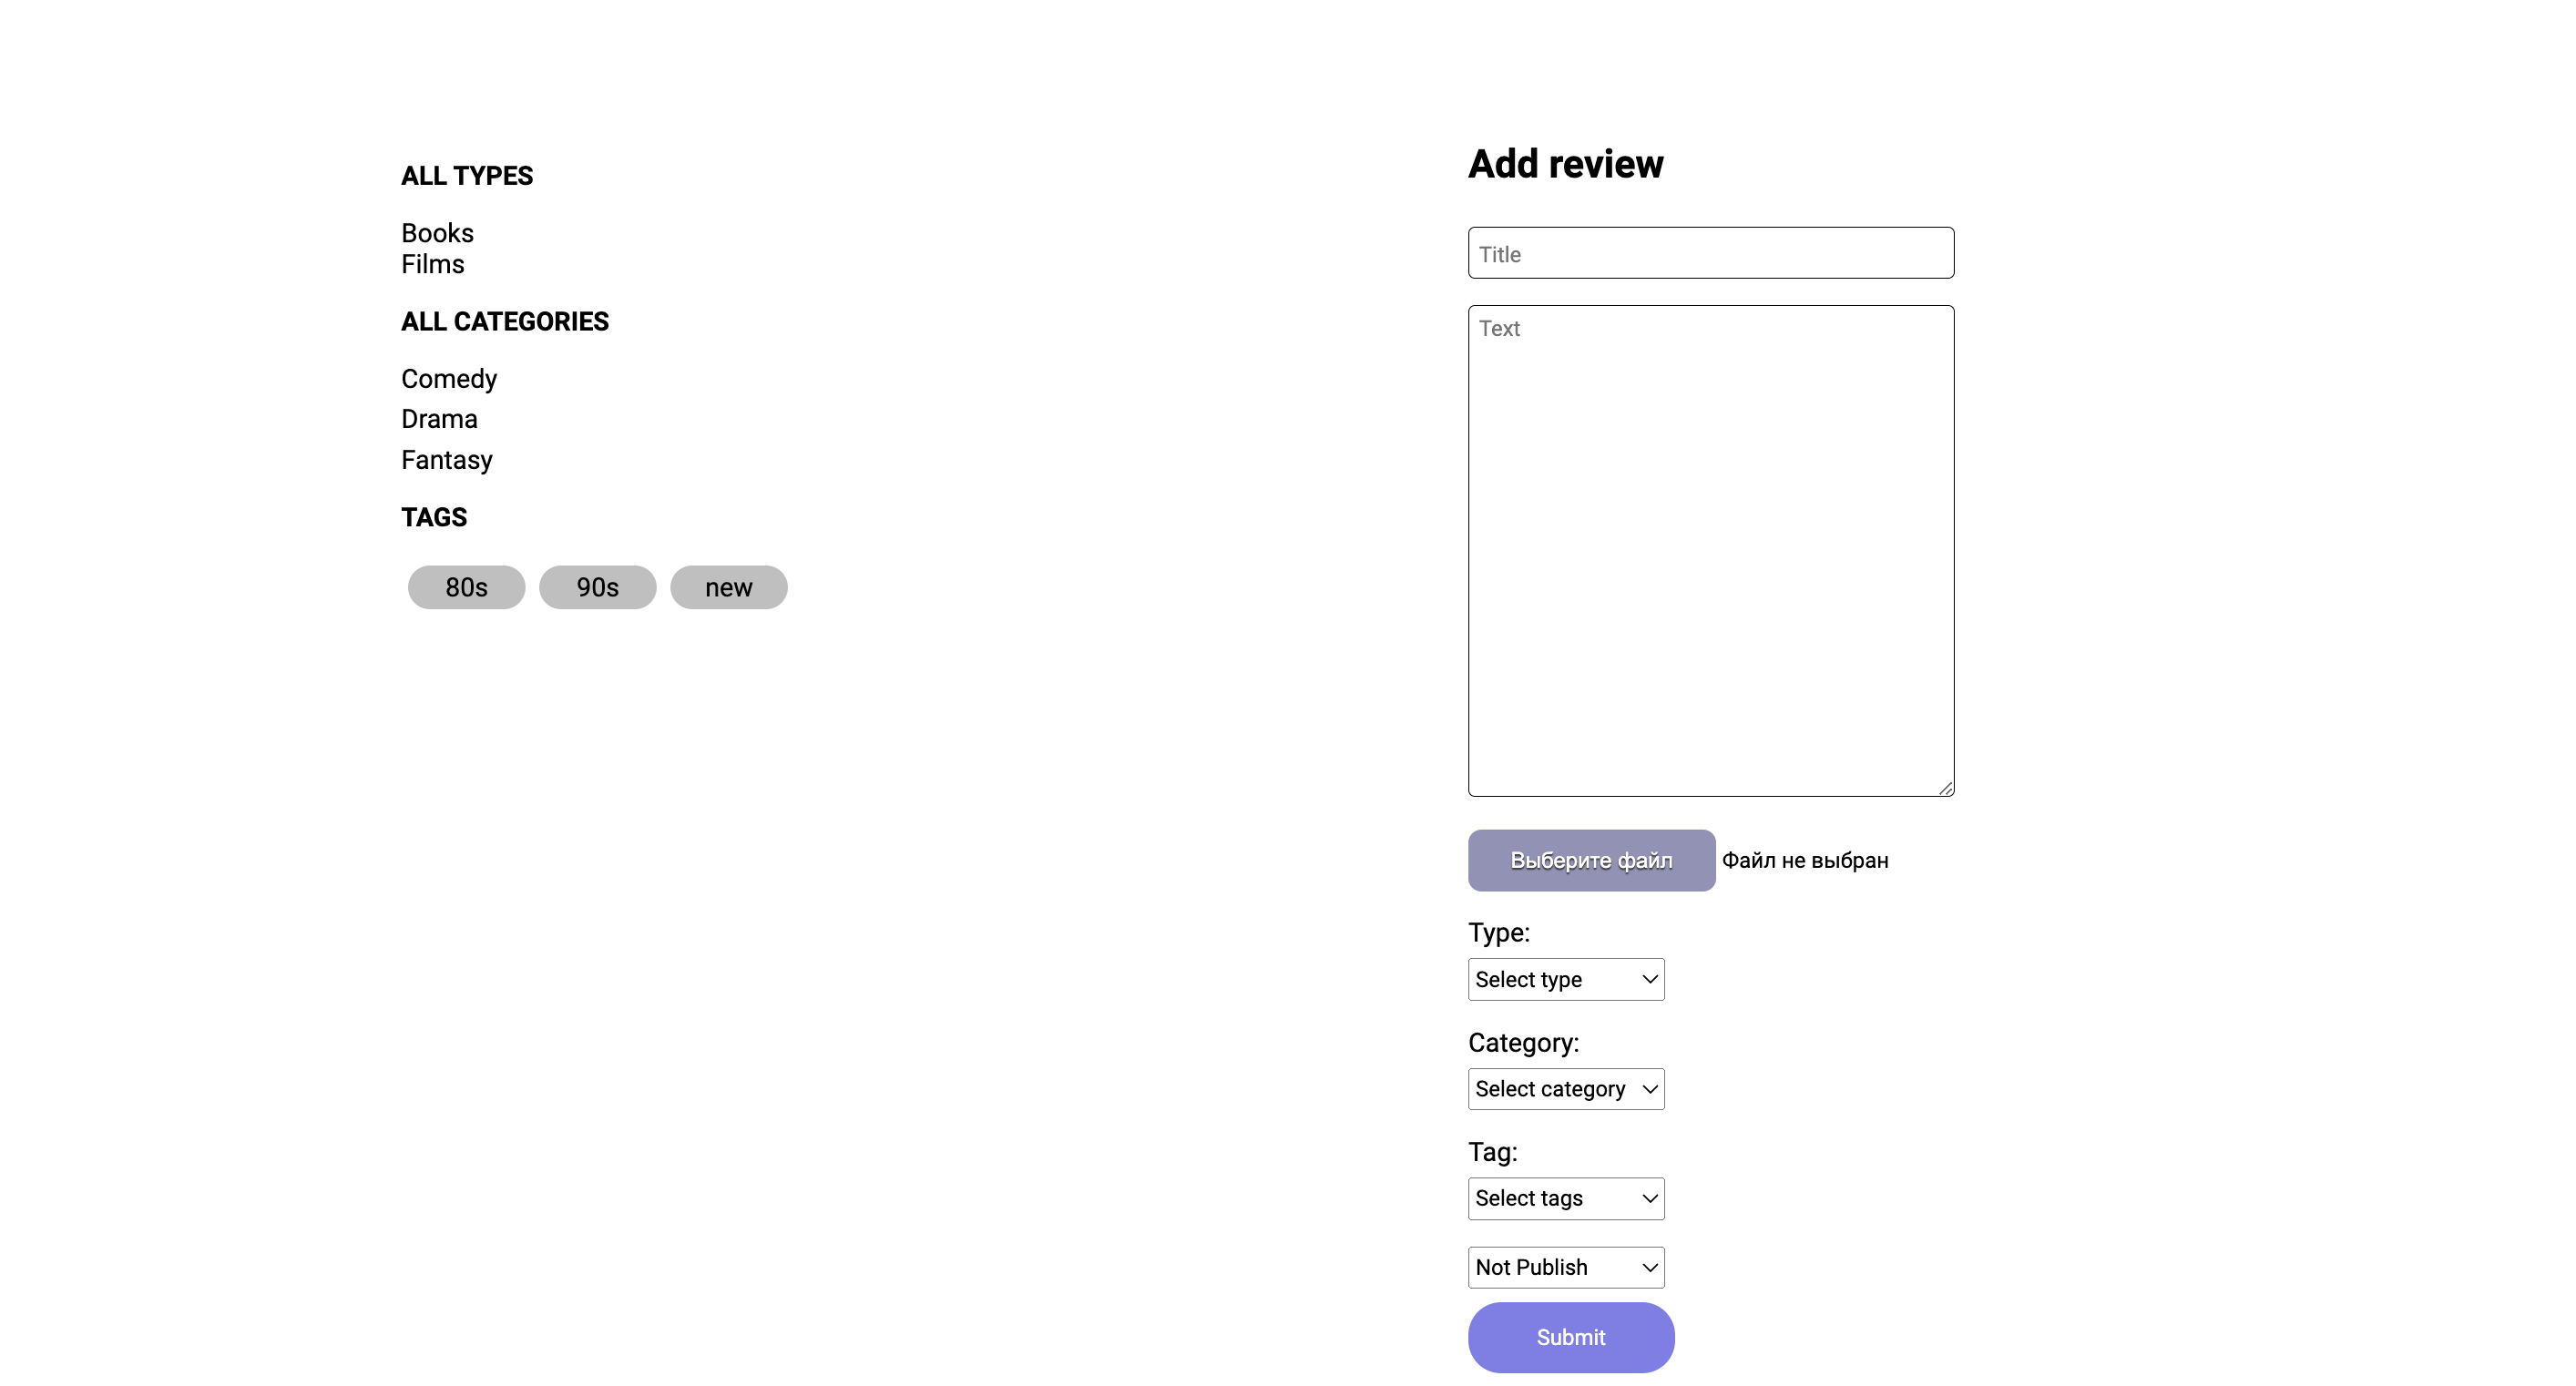 ALL TYPES
Books
Films
ALL CATEGORIES
Comedy
Drama
Fantasy
TAGS
80s 90s new
Add review
Title
Text
Выберите файл Файл не выбран
Type:
Select type
Category:
Select category
Tag:
Select tags
Not Publish
Submit